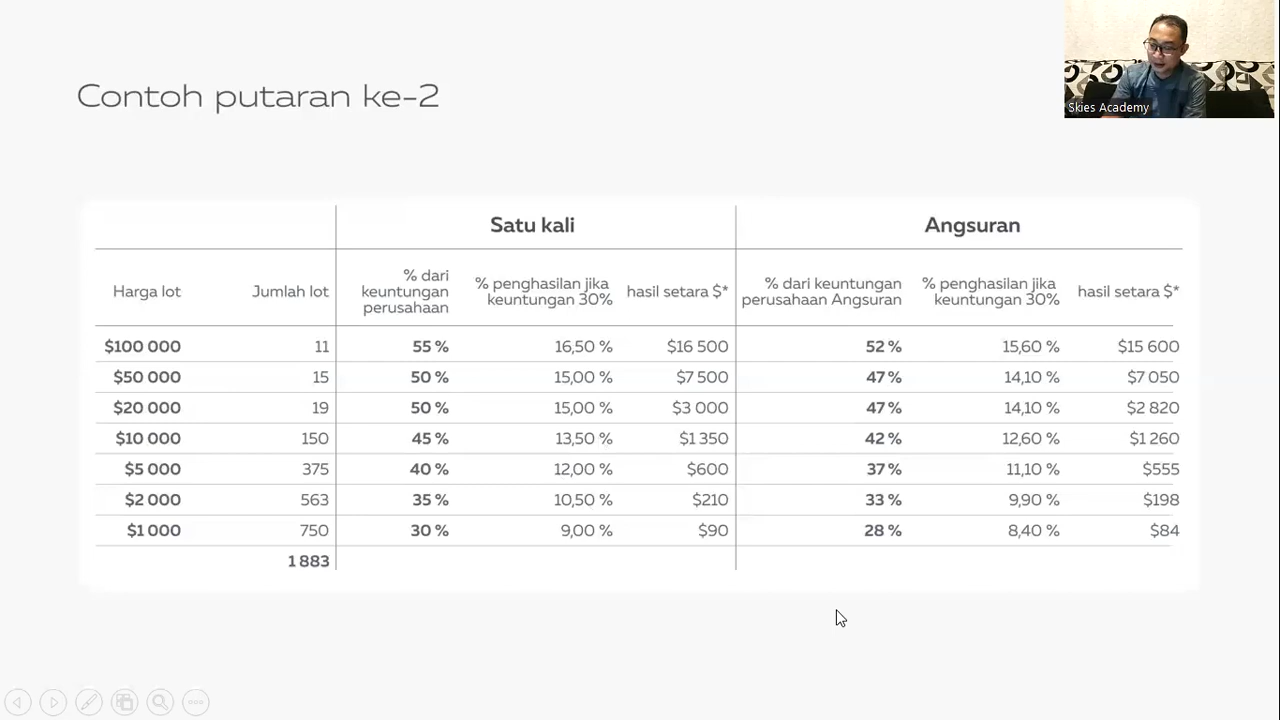 Skies Academy
Contoh putaran ke-2
Satu kali Angsuran
Harga lot Jumlah lot % dari keuntungan perusahaan % penghasilan jika keuntungan 30% hasil setara $* % dari keuntungan perusahaan Angsuran % penghasilan jika keuntungan 30% hasil setara $*
$100 000 11 55 % 16,50 % $16 500 52 % 15,60 % $15 600
$50 000 15 50 % 15,00 % $7 500 47 % 14,10 % $7 050
$20 000 19 50 % 15,00 % $3 000 47 % 14,10 % $2 820
$10 000 150 45 % 13,50 % $1 350 42 % 12,60 % $1 260
$5 000 375 40 % 12,00 % $600 37 % 11,10 % $555
$2 000 563 35 % 10,50 % $210 33 % 9,90 % $198
$1 000 750 30 % 9,00 % $90 28 % 8,40 % $84
1 883